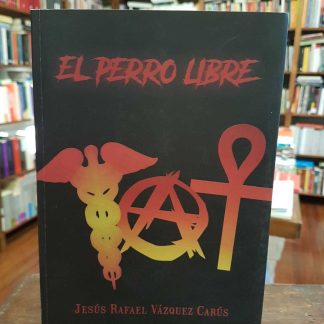 EL PERRO LIBRE
A
JESÚS RAFAEL VÁZQUEZ CARÚS